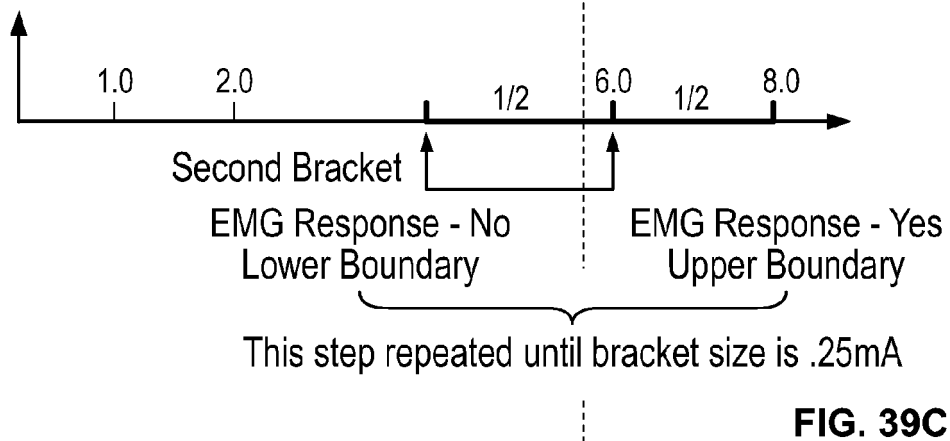 1.0 2.0 1/2 6.0 1/2 8.0
Second Bracket
EMG Response - No EMG Response - Yes
Lower Boundary Upper Boundary
This step repeated until bracket size is .25mA
FIG. 39C